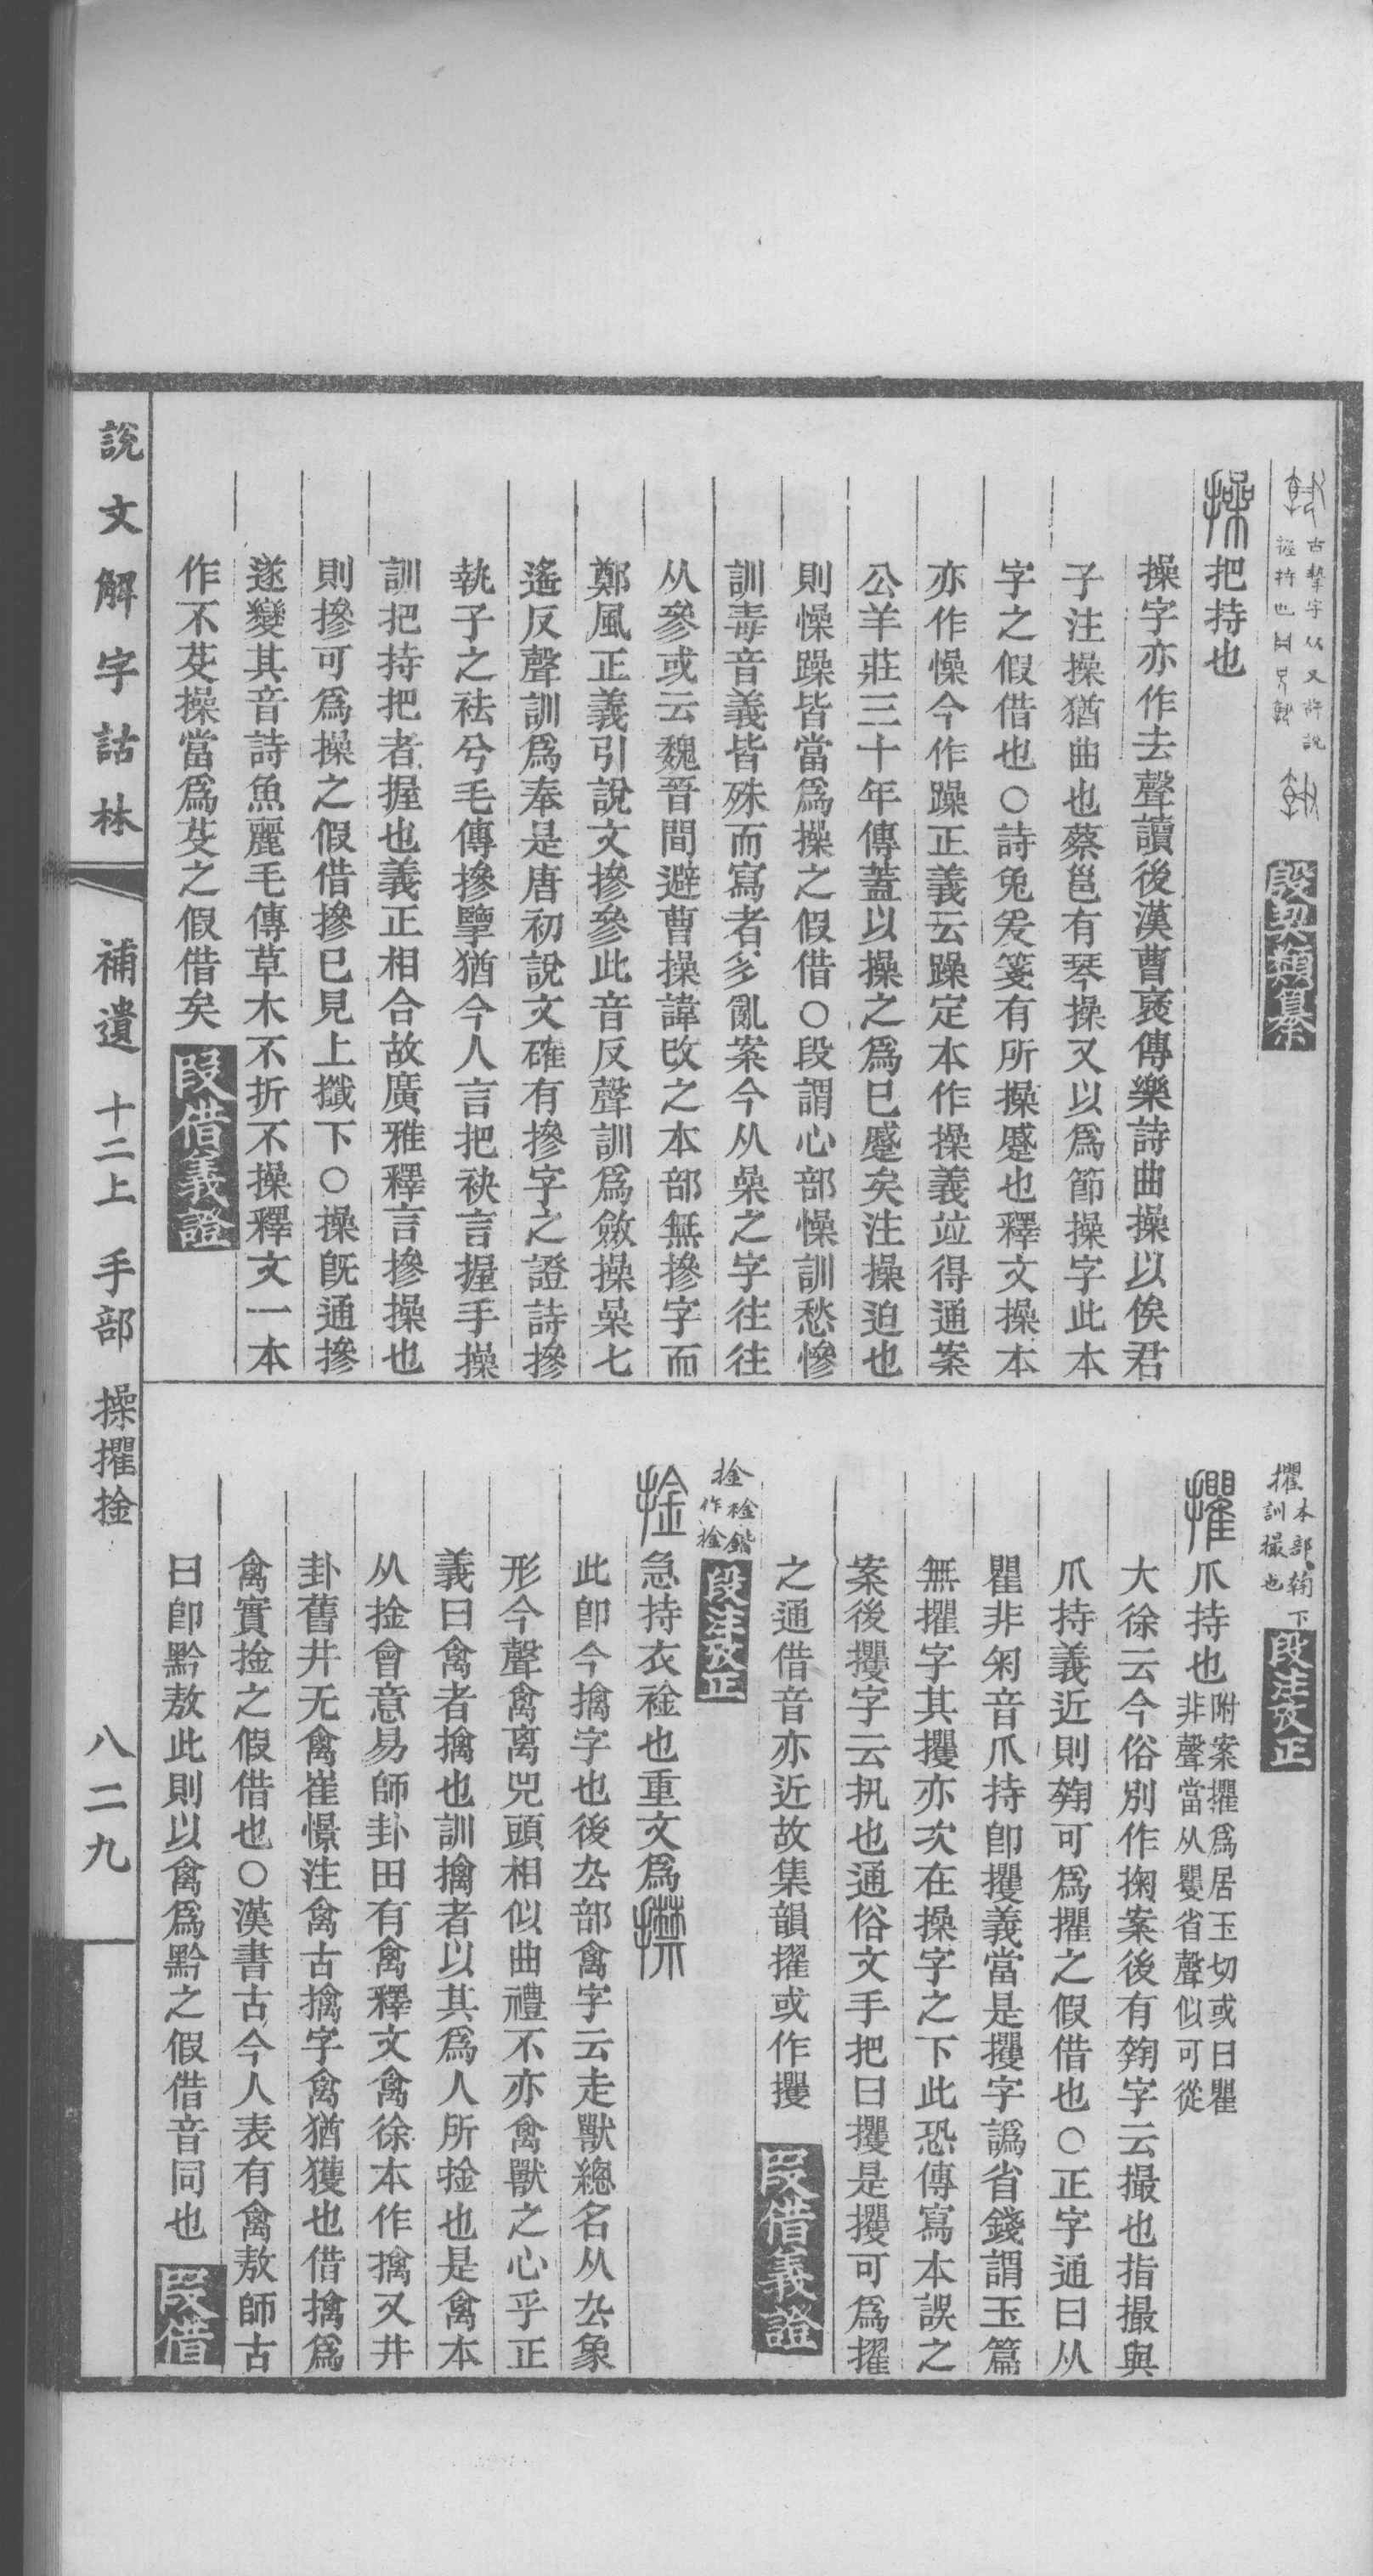 古摯字从又許說
握持也
殷契類纂
操把持也
操字亦作去聲讀後漢曹襃傳樂詩曲操以俟君
子注操猶曲也蔡邕有琴操又以爲節操字此本
字之假借也○詩兔爰箋有所操蹙也釋文操本
亦作懆今作躁正義云躁定本作操義竝得通案
公羊莊三十年傳蓋以操之爲已蹙矣注操迫也
則懆躁皆當爲操之假借○段謂心部懆訓愁慘
訓毒音義皆殊而寫者多亂案今从喿之字往往
从參或云魏晉間避曹操諱改之本部無摻字而
鄭風正義引說文摻參此音反聲訓爲斂操喿七
遙反聲訓爲奉是唐初說文確有摻字之證詩摻
執子之袪兮毛傳摻擥猶今人言把袂言握手操
訓把持把者握也義正相合故廣雅釋言摻操也
則摻可爲操之假借摻已見上攕下○操旣通摻
遂變其音詩魚麗毛傳草木不折不操釋文一本
作不芟操當爲芟之假借矣
叚借義證
攫本部𥷚下
訓撮也
段注攷正
攫爪持也
附案攫爲居玉切或曰瞿
非聲當从矍省聲似可從
大徐云今俗別作掬案後有𥷚字云撮也指撮與
爪持義近則𥷚可爲擢之假借也○正字通曰从
瞿非匊音爪持卽攫義當是攫字譌省錢謂玉篇
無擢字其攫亦次在操字之下此恐傳寫本誤之
案後攫字云扟也通俗文手把曰攫是攫可爲擢
之通借音亦近故集韻擢或作攫
叚借義證
捦
段注攷正
捦急持衣䘳也重文爲㩒
此卽今擒字也後厹部禽字云走獸總名从厹象
形今聲禽离兕頭相似曲禮不亦禽獸之心乎正
義曰禽者擒也訓擒者以其爲人所捦也是禽本
从捦會意易師卦田有禽釋文禽徐本作擒又井
卦舊井无禽崔憬注禽古擒字禽猶獲也借擒爲
禽實捦之假借也○漢書古今人表有禽敖師古
曰卽黔敖此則以禽爲黔之假借音同也
叚借
說文解字詁林
補遺 十二上 手部 操擢捦
八二九